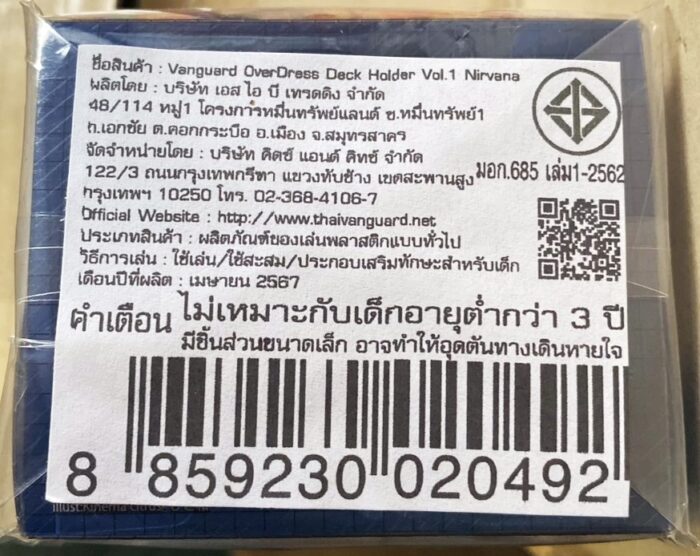 ชื่อสินค้า : Vanguard OverDress Deck Holder Vol.1 Nirvana
ผลิตโดย : บริษัท เอส ไอ บี เทรดดิง จำกัด
48/114 หมู่1 โครงการหมื่นทรัพย์แลนด์ ซ.หมื่นทรัพย์1
ถ.เอกชัย ต.คอกกระบือ อ.เมือง จ.สมุทรสาคร
จัดจำหน่ายโดย : บริษัท คิดซ์ แอนด์ คิทซ์ จำกัด
122/3 ถนนกรุงเทพกรีฑา แขวงทับช้าง เขตสะพานสูง
กรุงเทพฯ 10250 โทร. 02-368-4106-7
มอก.685 เล่ม1-2562
Official Website : http://www.thaivanguard.net
ประเภทสินค้า : ผลิตภัณฑ์ของเล่นพลาสติกแบบทั่วไป
วิธีการเล่น : ใช้เล่น/ใช้สะสม/ประกอบเสริมทักษะสำหรับเด็ก
เดือนปีที่ผลิต : เมษายน 2567
คำเตือน ไม่เหมาะกับเด็กอายุต่ำกว่า 3 ปี
มีชิ้นส่วนขนาดเล็ก อาจทำให้อุดตันทางเดินหายใจ
8 859230 020492